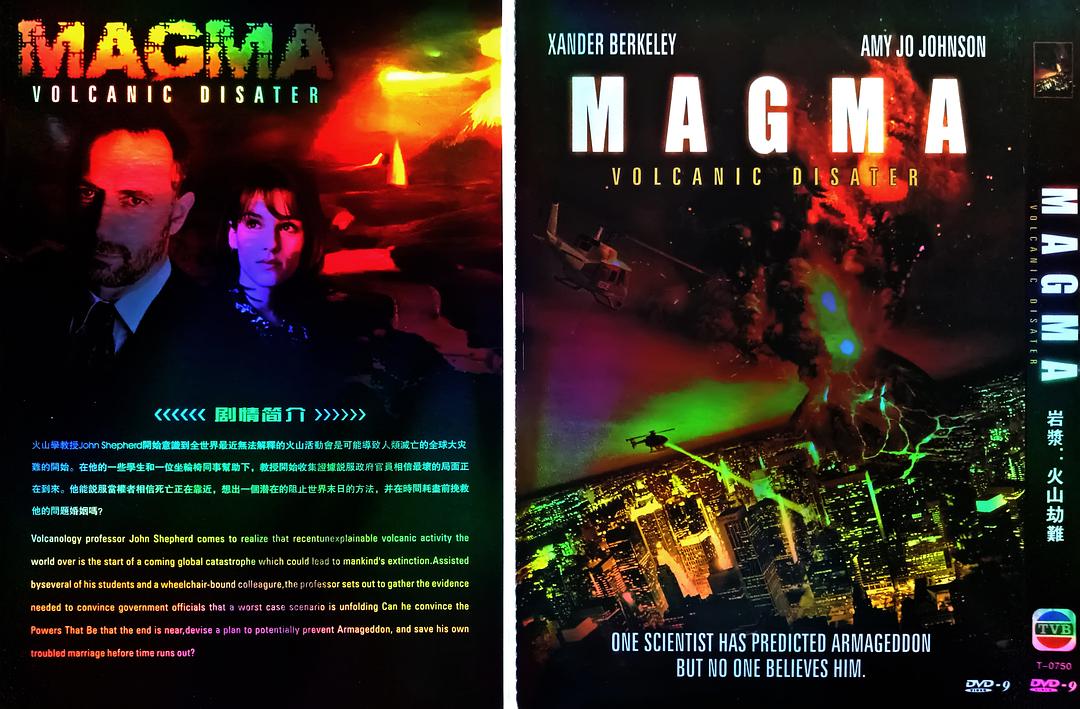 MAGMA
VOLCANIC DISATER
剧情简介
火山學教授John Shepherd開始意識到全世界最近無法解釋的火山活動會是可能導致人類滅亡的全球大灾
難的開始。在他的一些學生和一位坐輪椅同事幫助下，教授開始收集證據説服政府官員相信最壞的局面正
在到來。他能説服當權者相信死亡正在靠近，想出一個潛在的阻止世界末日的方法，并在時間耗盡前挽救
他的問題婚姻嗎?
Volcanology professor John Shepherd comes to realize that recentunexplainable volcanic activity the
world over is the start of a coming global catastrophe which could lead to mankind's extinction.Assisted
byseveral of his students and a wheelchair-bound colleagure,the professor sets out to gather the evidence
needed to convince government officials that a worst case scenario is unfolding Can he convince the
Powers That Be that the end is near,devise a plan to potentially prevent Armageddon, and save his own
troubled marriage hefore time runs out?
XANDER BERKELEY AMY JO JOHNSON
MAGMA
VOLCANIC DISATER
ONE SCIENTIST HAS PREDICTED ARMAGEDDON
BUT NO ONE BELIEVES HIM.
DVD-9
VIDEO
MAGMA
VOLCANIC DISATER
岩漿：火山劫難
TVB
T-0750
DVD-9
VIDEO